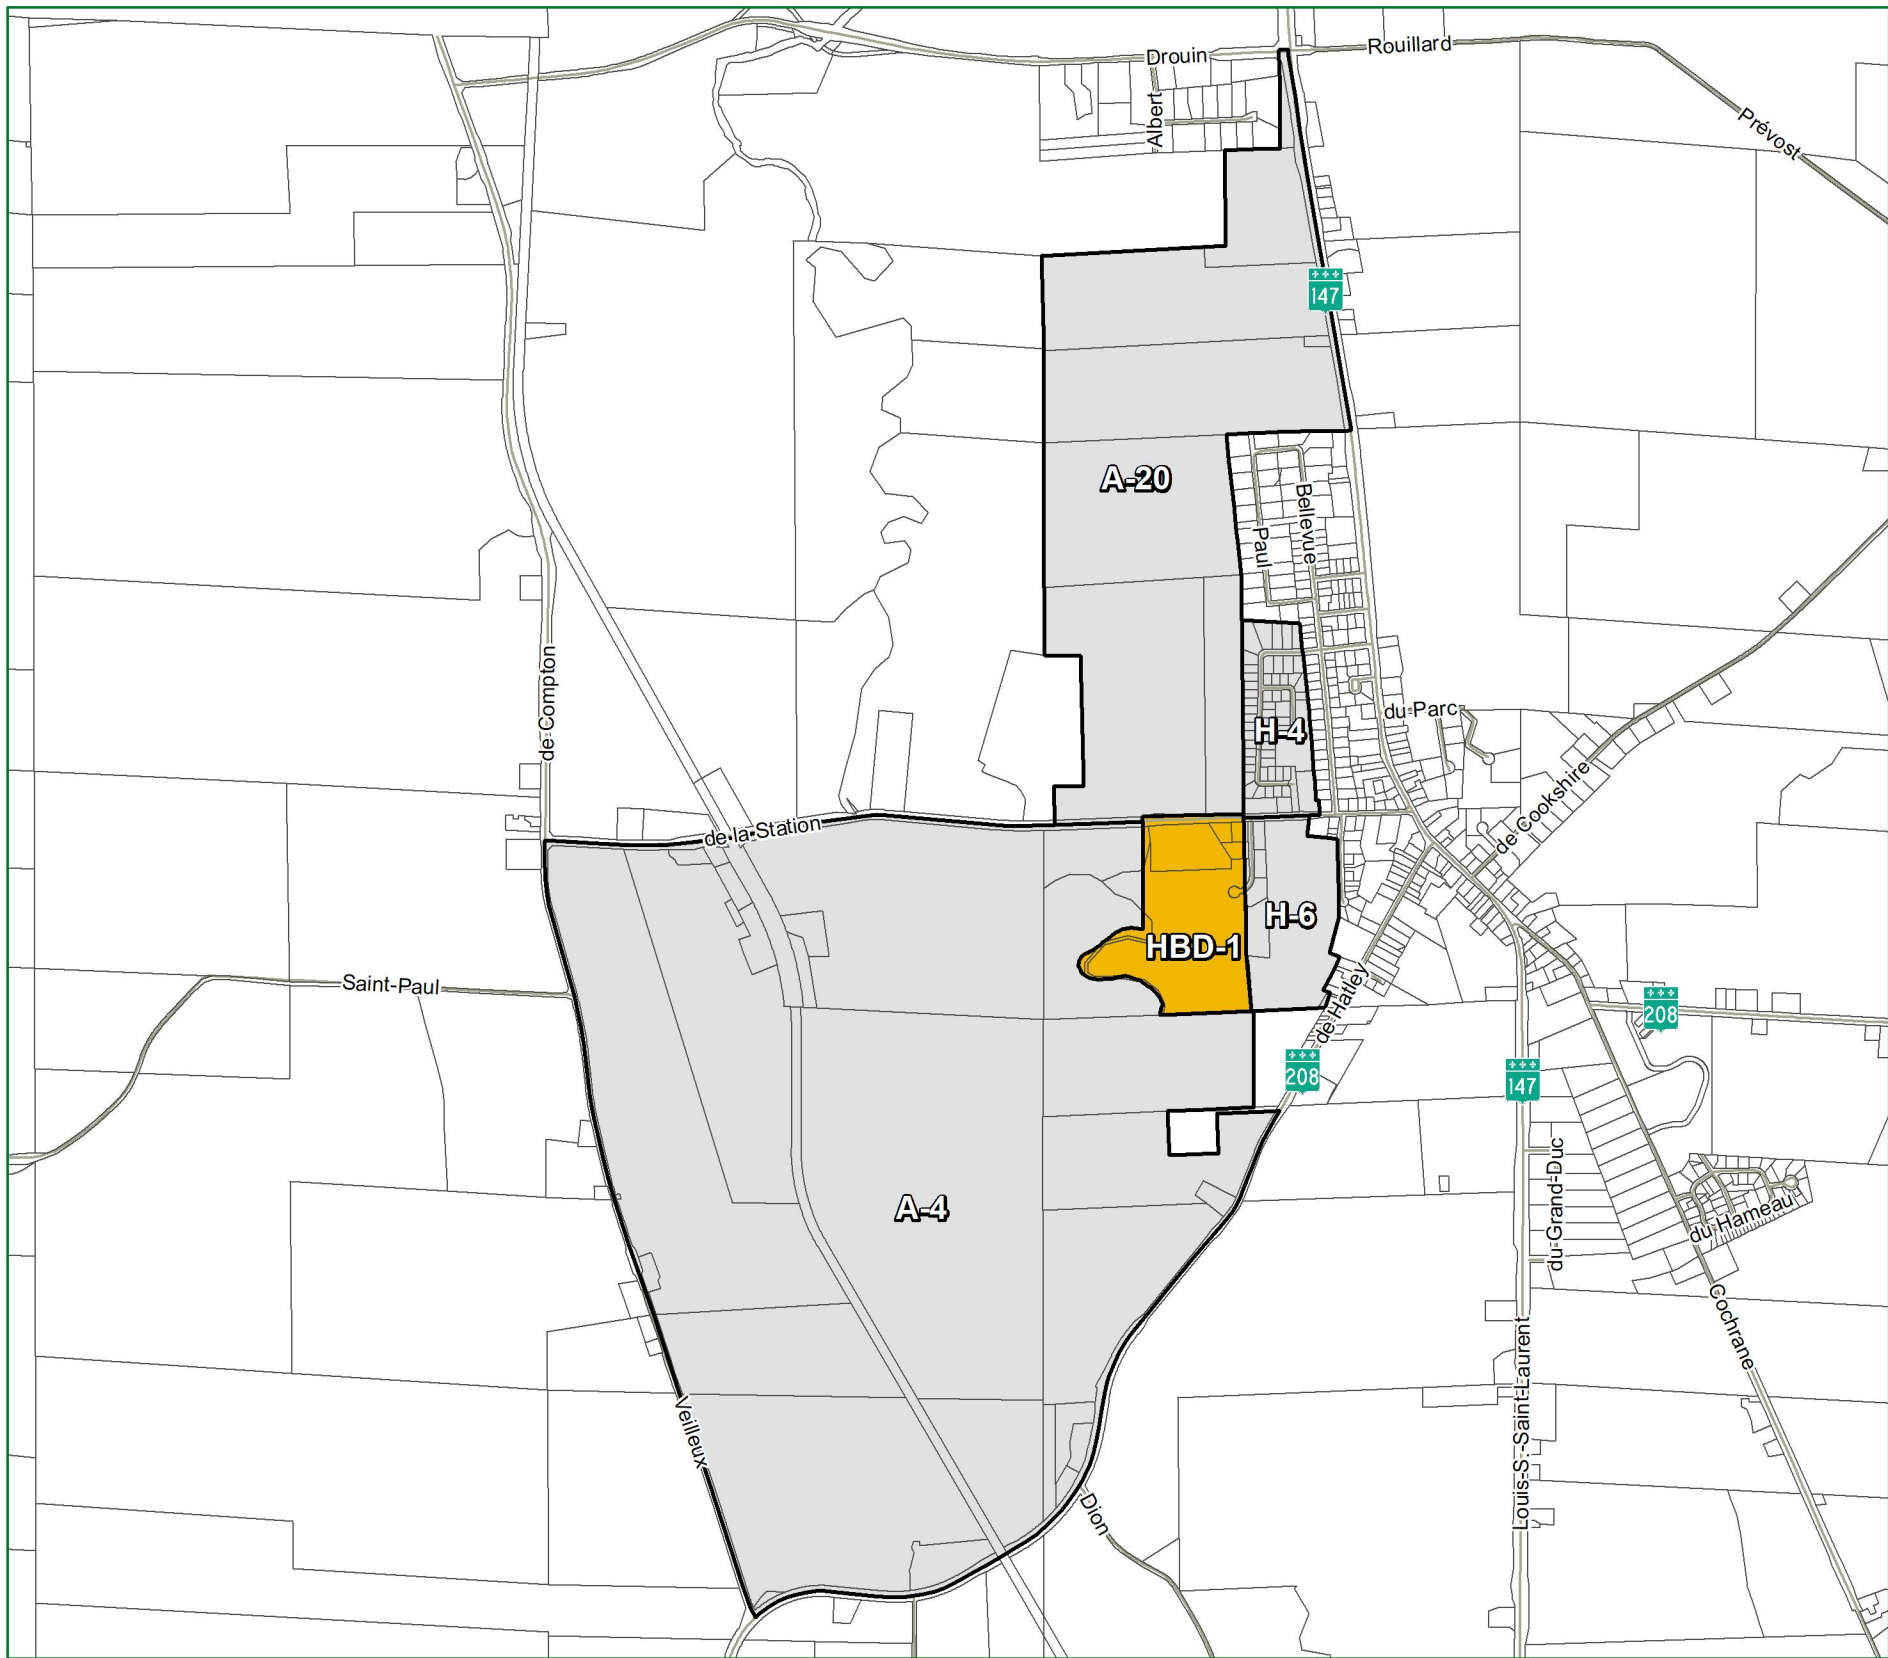 Drouin
Rouillard
Albert
Prévost
147
A-20
Bellevue
Paul
de Compton
H-4
du Parc
de Cookshire
de la Station
H-6
HBD-1
Saint-Paul
de Hatley
208
208
147
A-4
du Grand-Duc
du Hameau
Cochrane
Louis-S.-Saint-Laurent
Veilleux
Dion